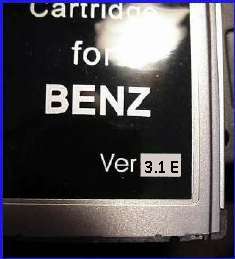 Cartridge
for
BENZ
Ver 3.1 E